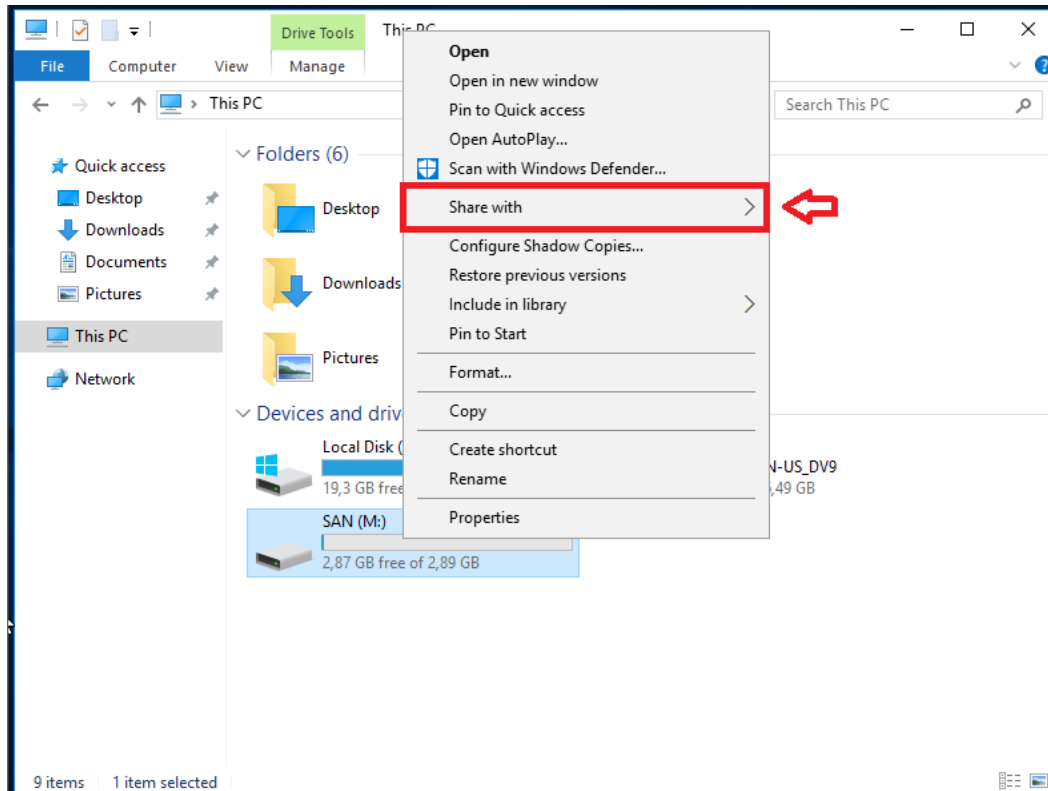 Drive Tools
This PC
File
Computer
View
Manage
This PC
Search This PC
Quick access
Desktop
Downloads
Documents
Pictures
This PC
Network
Folders (6)
Desktop
Downloads
Pictures
Devices and driv
Local Disk (
19,3 GB free
SAN (M:)
2,87 GB free of 2,89 GB
N-US_DV9
,49 GB
Open
Open in new window
Pin to Quick access
Open AutoPlay...
Scan with Windows Defender...
Share with
Configure Shadow Copies...
Restore previous versions
Include in library
Pin to Start
Format...
Copy
Create shortcut
Rename
Properties
9 items
1 item selected